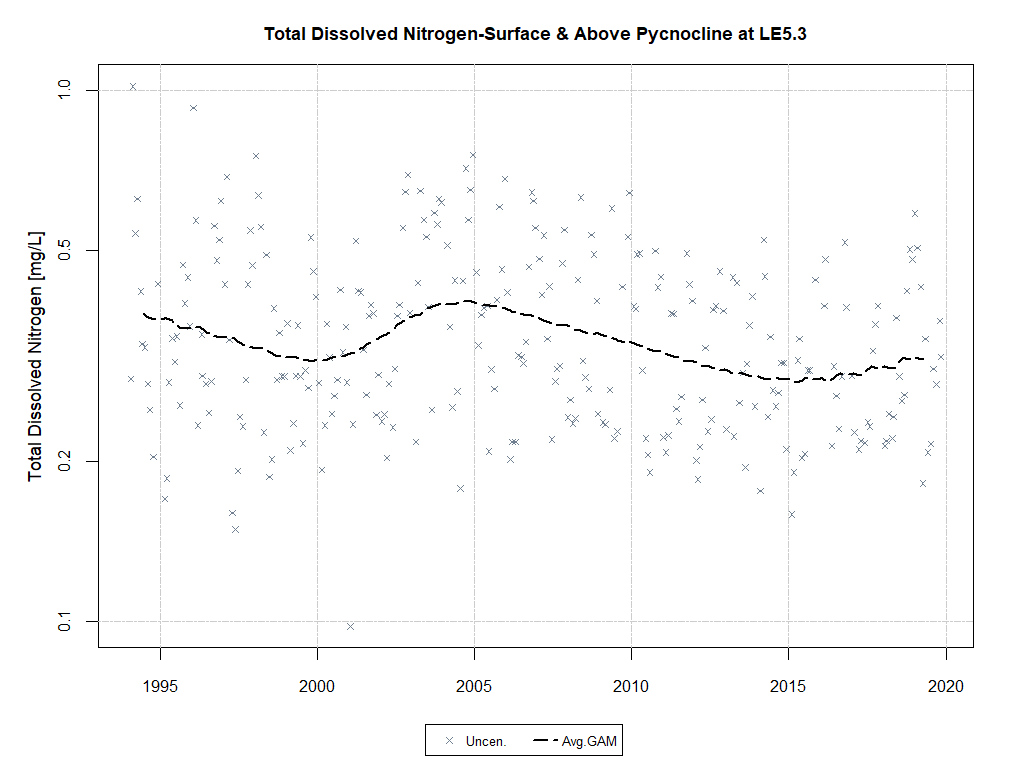 Total Dissolved Nitrogen-Surface & Above Pycnocline at LE5.3
Total Dissolved Nitrogen [mg/L]
1.0
0.5
0.2
0.1
1995 2000 2005 2010 2015 2020
Uncen. Avg.GAM